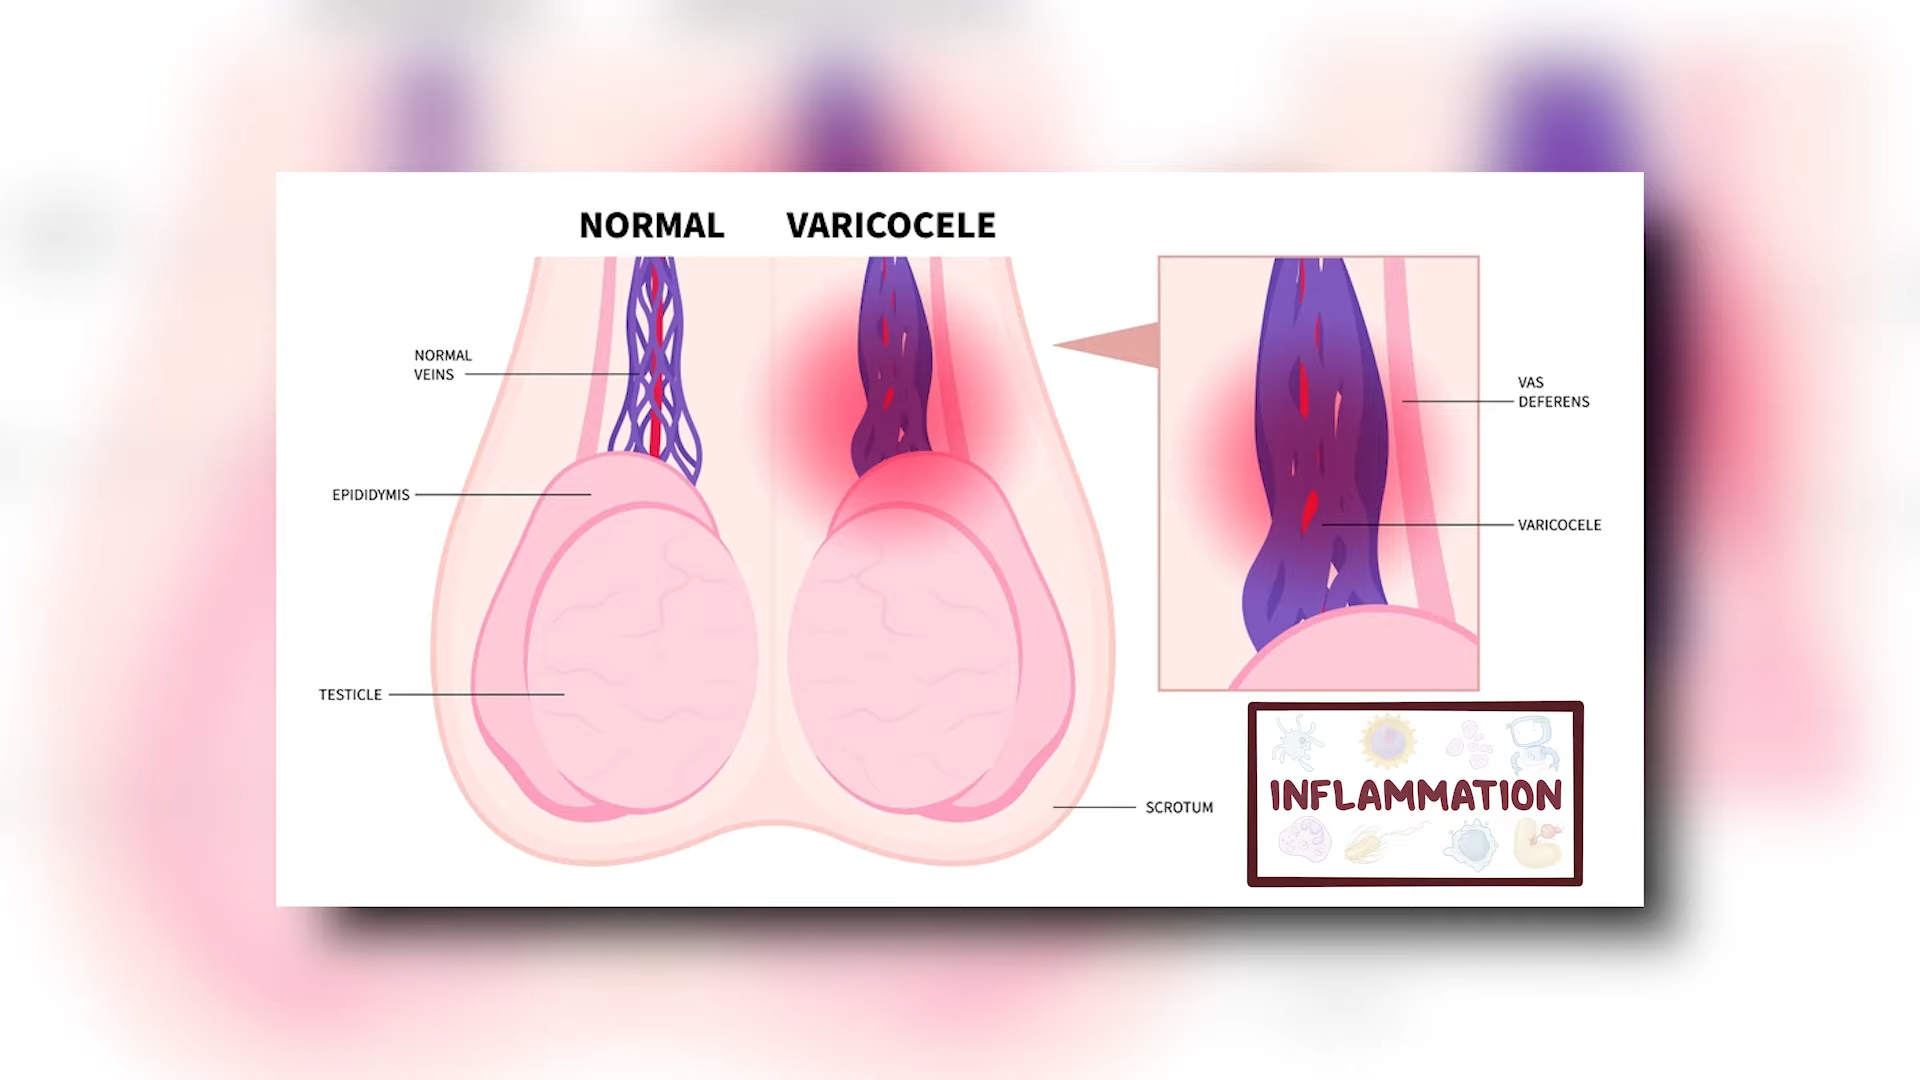 NORMAL
VARICOCELE
NORMAL
VEINS
EPIDIDYMIS
TESTICLE
VAS
DEFERENS
VARICOCELE
SCROTUM
INFLAMMATION